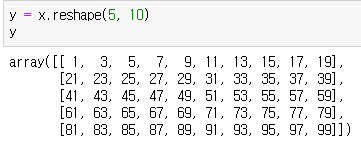 y = x.reshape(5, 10)
y
array([[ 1,  3,  5,  7,  9, 11, 13, 15, 17, 19],
       [21, 23, 25, 27, 29, 31, 33, 35, 37, 39],
       [41, 43, 45, 47, 49, 51, 53, 55, 57, 59],
       [61, 63, 65, 67, 69, 71, 73, 75, 77, 79],
       [81, 83, 85, 87, 89, 91, 93, 95, 97, 99]])